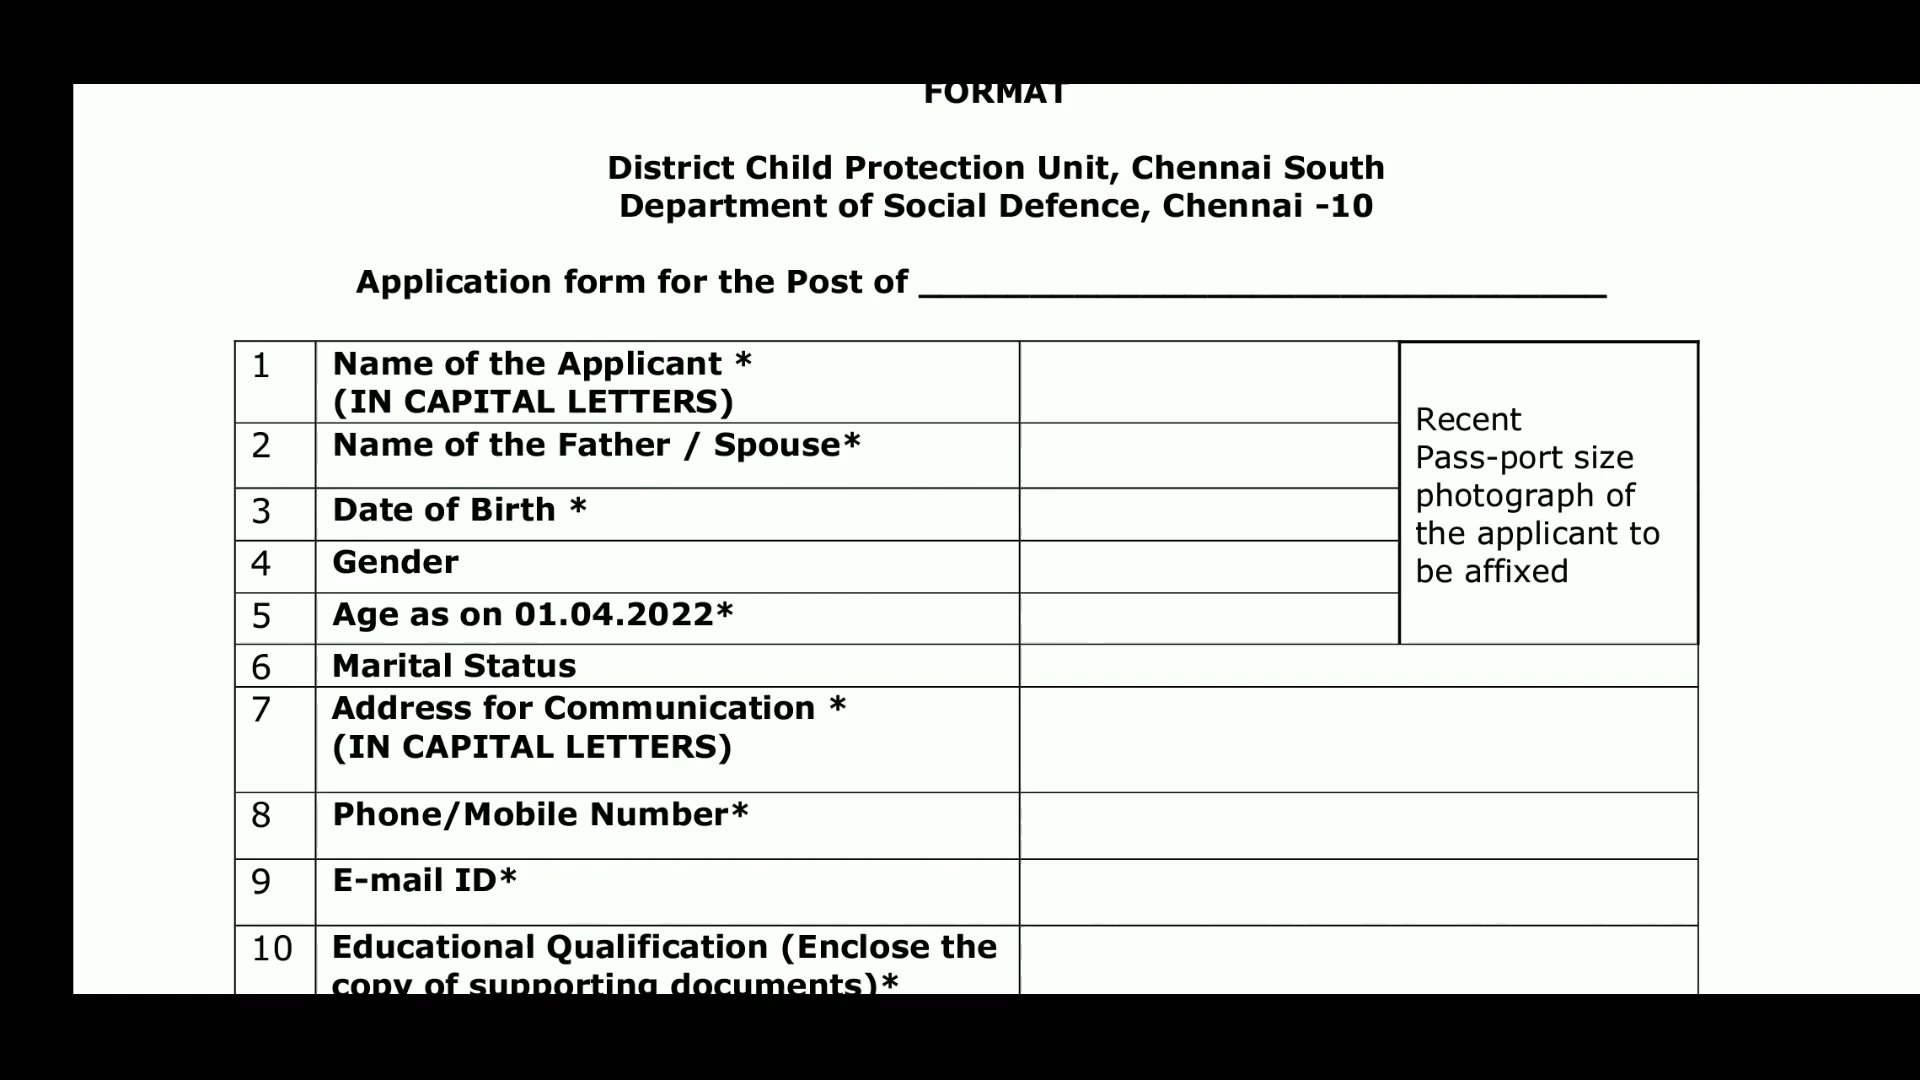 FORMAT
District Child Protection Unit, Chennai South
Department of Social Defence, Chennai -10
Application form for the Post of ________________________________
1 Name of the Applicant *
(IN CAPITAL LETTERS)
2 Name of the Father / Spouse*
3 Date of Birth *
4 Gender
5 Age as on 01.04.2022*
Recent
Pass-port size
photograph of
the applicant to
be affixed
6 Marital Status
7 Address for Communication *
(IN CAPITAL LETTERS)
8 Phone/Mobile Number*
9 E-mail ID*
10 Educational Qualification (Enclose the
copy of supporting documents)*